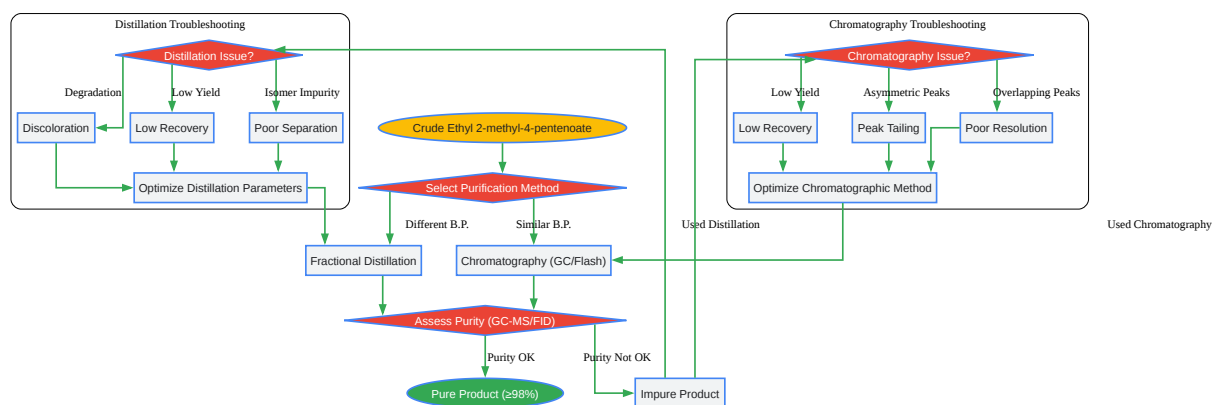 Distillation Troubleshooting
Chromatography Troubleshooting
Distillation Issue?
Chromatography Issue?
Degradation
Low Yield
Isomer Impurity
Low Yield
Asymmetric Peaks
Overlapping Peaks
Discoloration
Low Recovery
Poor Separation
Crude Ethyl 2-methyl-4-pentenoate
Low Recovery
Peak Tailing
Poor Resolution
Optimize Distillation Parameters
Select Purification Method
Optimize Chromatographic Method
Different B.P.
Similar B.P.
Used Distillation
Used Chromatography
Fractional Distillation
Chromatography (GC/Flash)
Assess Purity (GC-MS/FID)
Purity OK
Purity Not OK
Pure Product (≥98%)
Impure Product